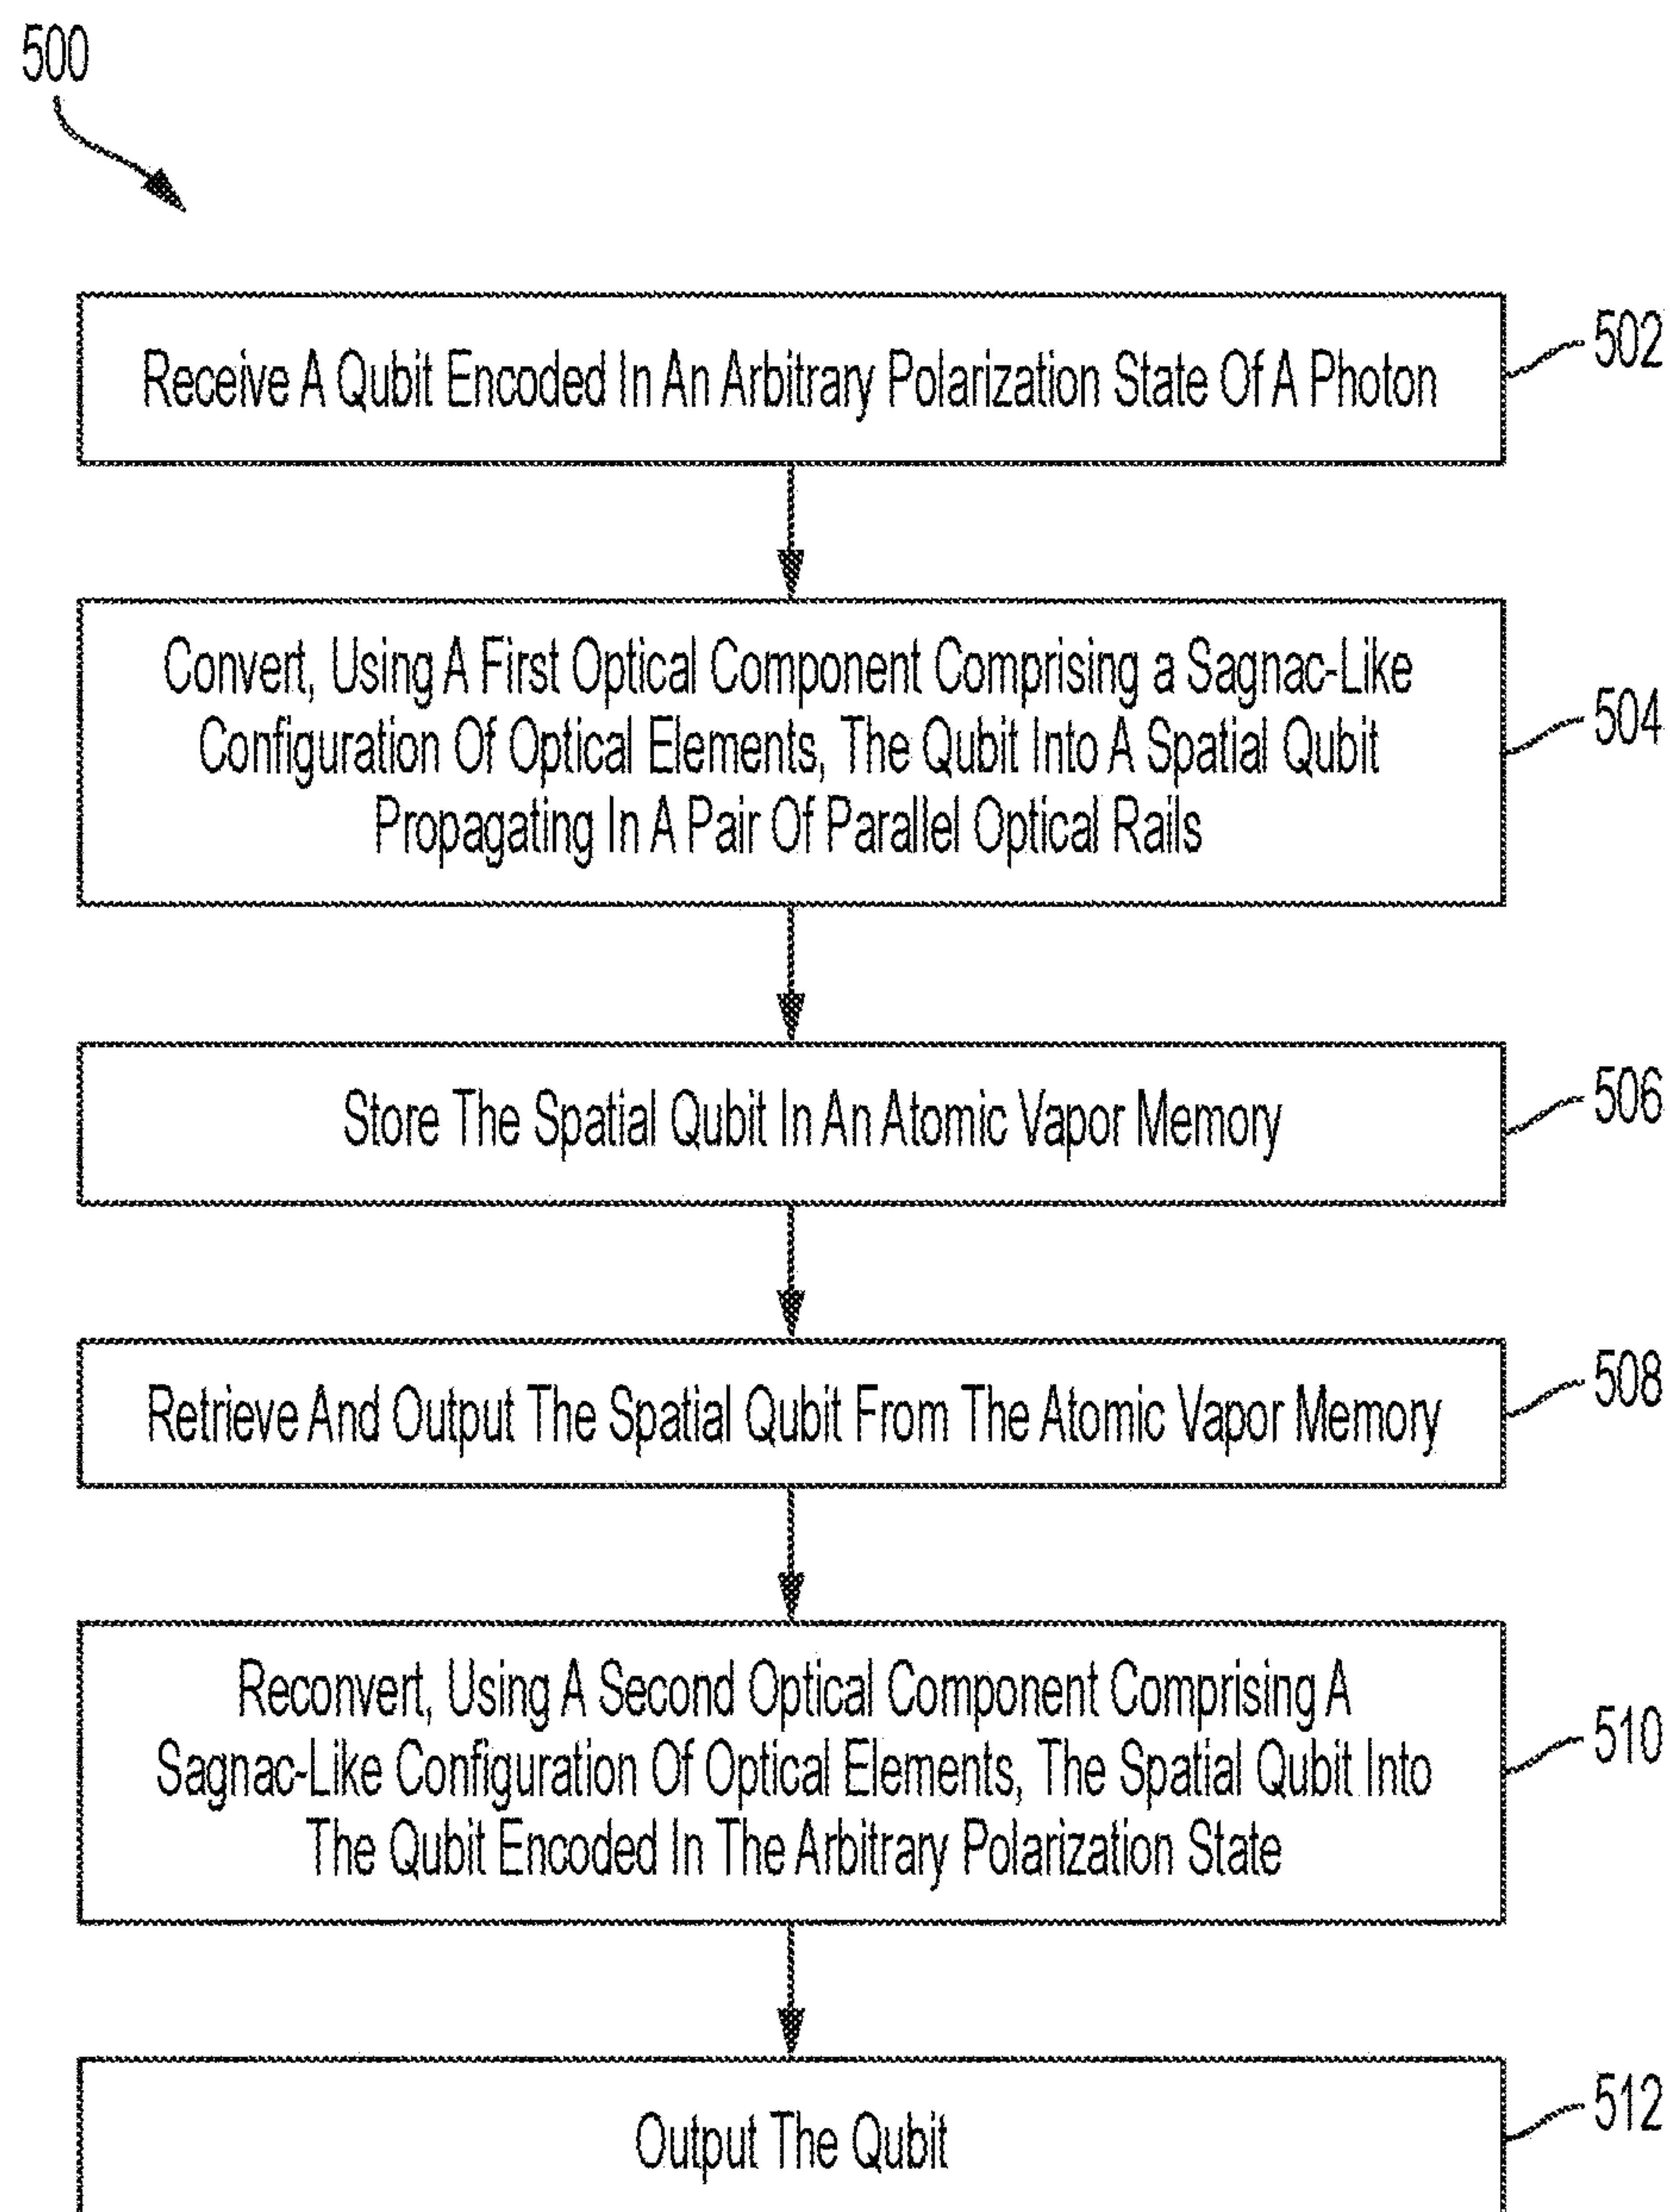 500
Receive A Qubit Encoded In An Arbitrary Polarization State Of A Photon
502
Convert, Using A First Optical Component Comprising a Sagnac-Like
Configuration Of Optical Elements, The Qubit Into A Spatial Qubit
Propagating In A Pair Of Parallel Optical Rails
504
Store The Spatial Qubit In An Atomic Vapor Memory
506
Retrieve And Output The Spatial Qubit From The Atomic Vapor Memory
508
Reconvert, Using A Second Optical Component Comprising A
Sagnac-Like Configuration Of Optical Elements, The Spatial Qubit Into
The Qubit Encoded In The Arbitrary Polarization State
510
Output The Qubit
512